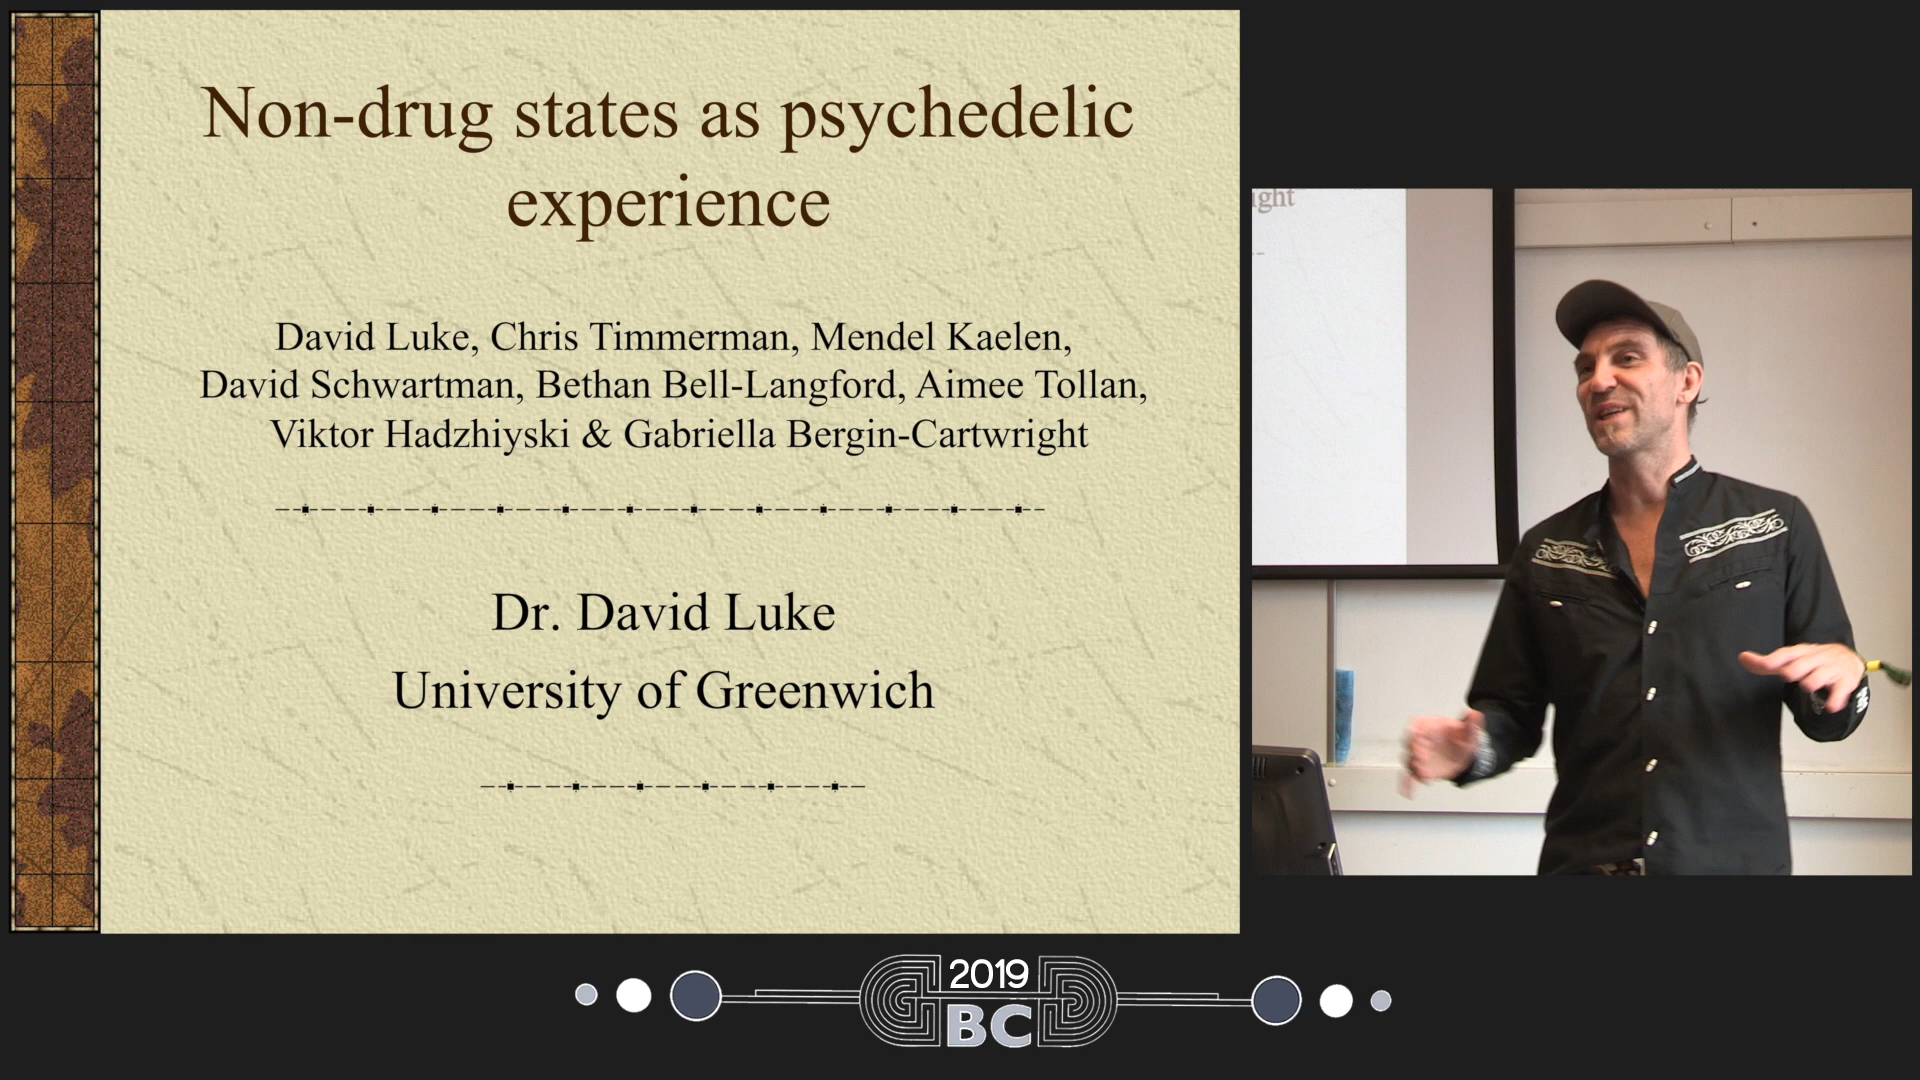 Non-drug states as psychedelic
experience
David Luke, Chris Timmerman, Mendel Kaelen,
David Schwartman, Bethan Bell-Langford, Aimee Tollan,
Viktor Hadzhiyski & Gabriella Bergin-Cartwright
Dr. David Luke
University of Greenwich
ight
2019
BC